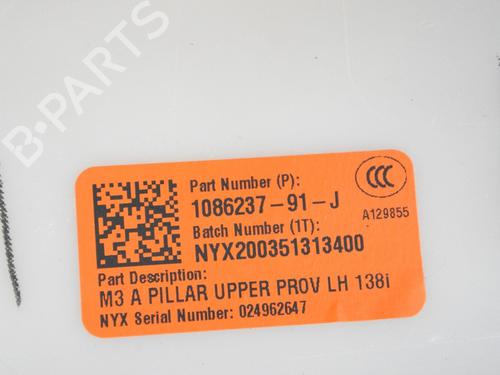 B-PARTS
Part Number (P):
1086237-91-J
Batch Number (1T):
NYX200351313400
Part Description:
M3 A PILLAR UPPER PROV LH 138i
NYX Serial Number: 024962647
CCC
A129855